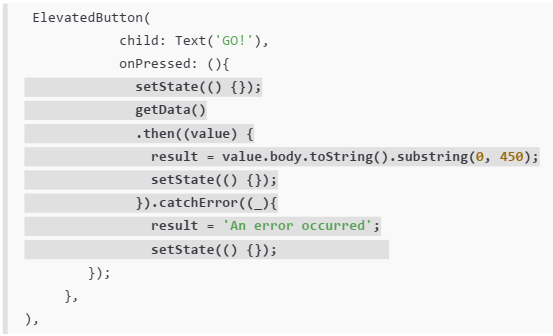 ElevatedButton(
child: Text('GO!'),
onPressed: (){
setState(() {});
getData()
.then((value) {
result = value.body.toString().substring(0, 450);
setState(() {});
}).catchError((_){
result = 'An error occurred';
setState(() {});
});
},
),